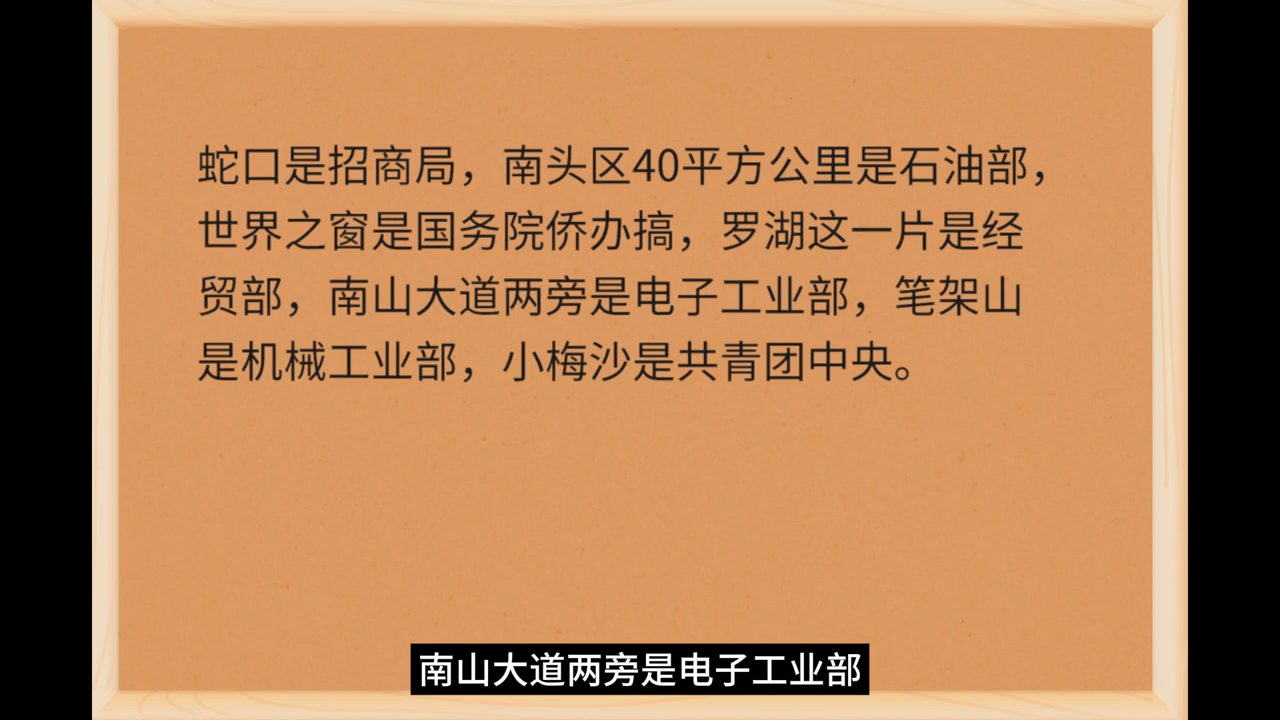 蛇口是招商局，南头区40平方公里是石油部，
世界之窗是国务院侨办搞，罗湖这一片是经
贸部，南山大道两旁是电子工业部，笔架山
是机械工业部，小梅沙是共青团中央。
南山大道两旁是电子工业部